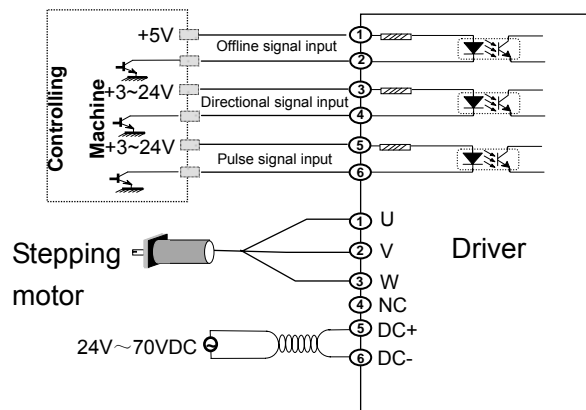 Controlling
Machine
+5V
Offline signal input
1
2
+3~24V
Directional signal input
3
4
+3~24V
Pulse signal input
5
6
Stepping
motor
1 U
2 V
3 W
4 NC
5 DC+
6 DC-
Driver
24V～70VDC